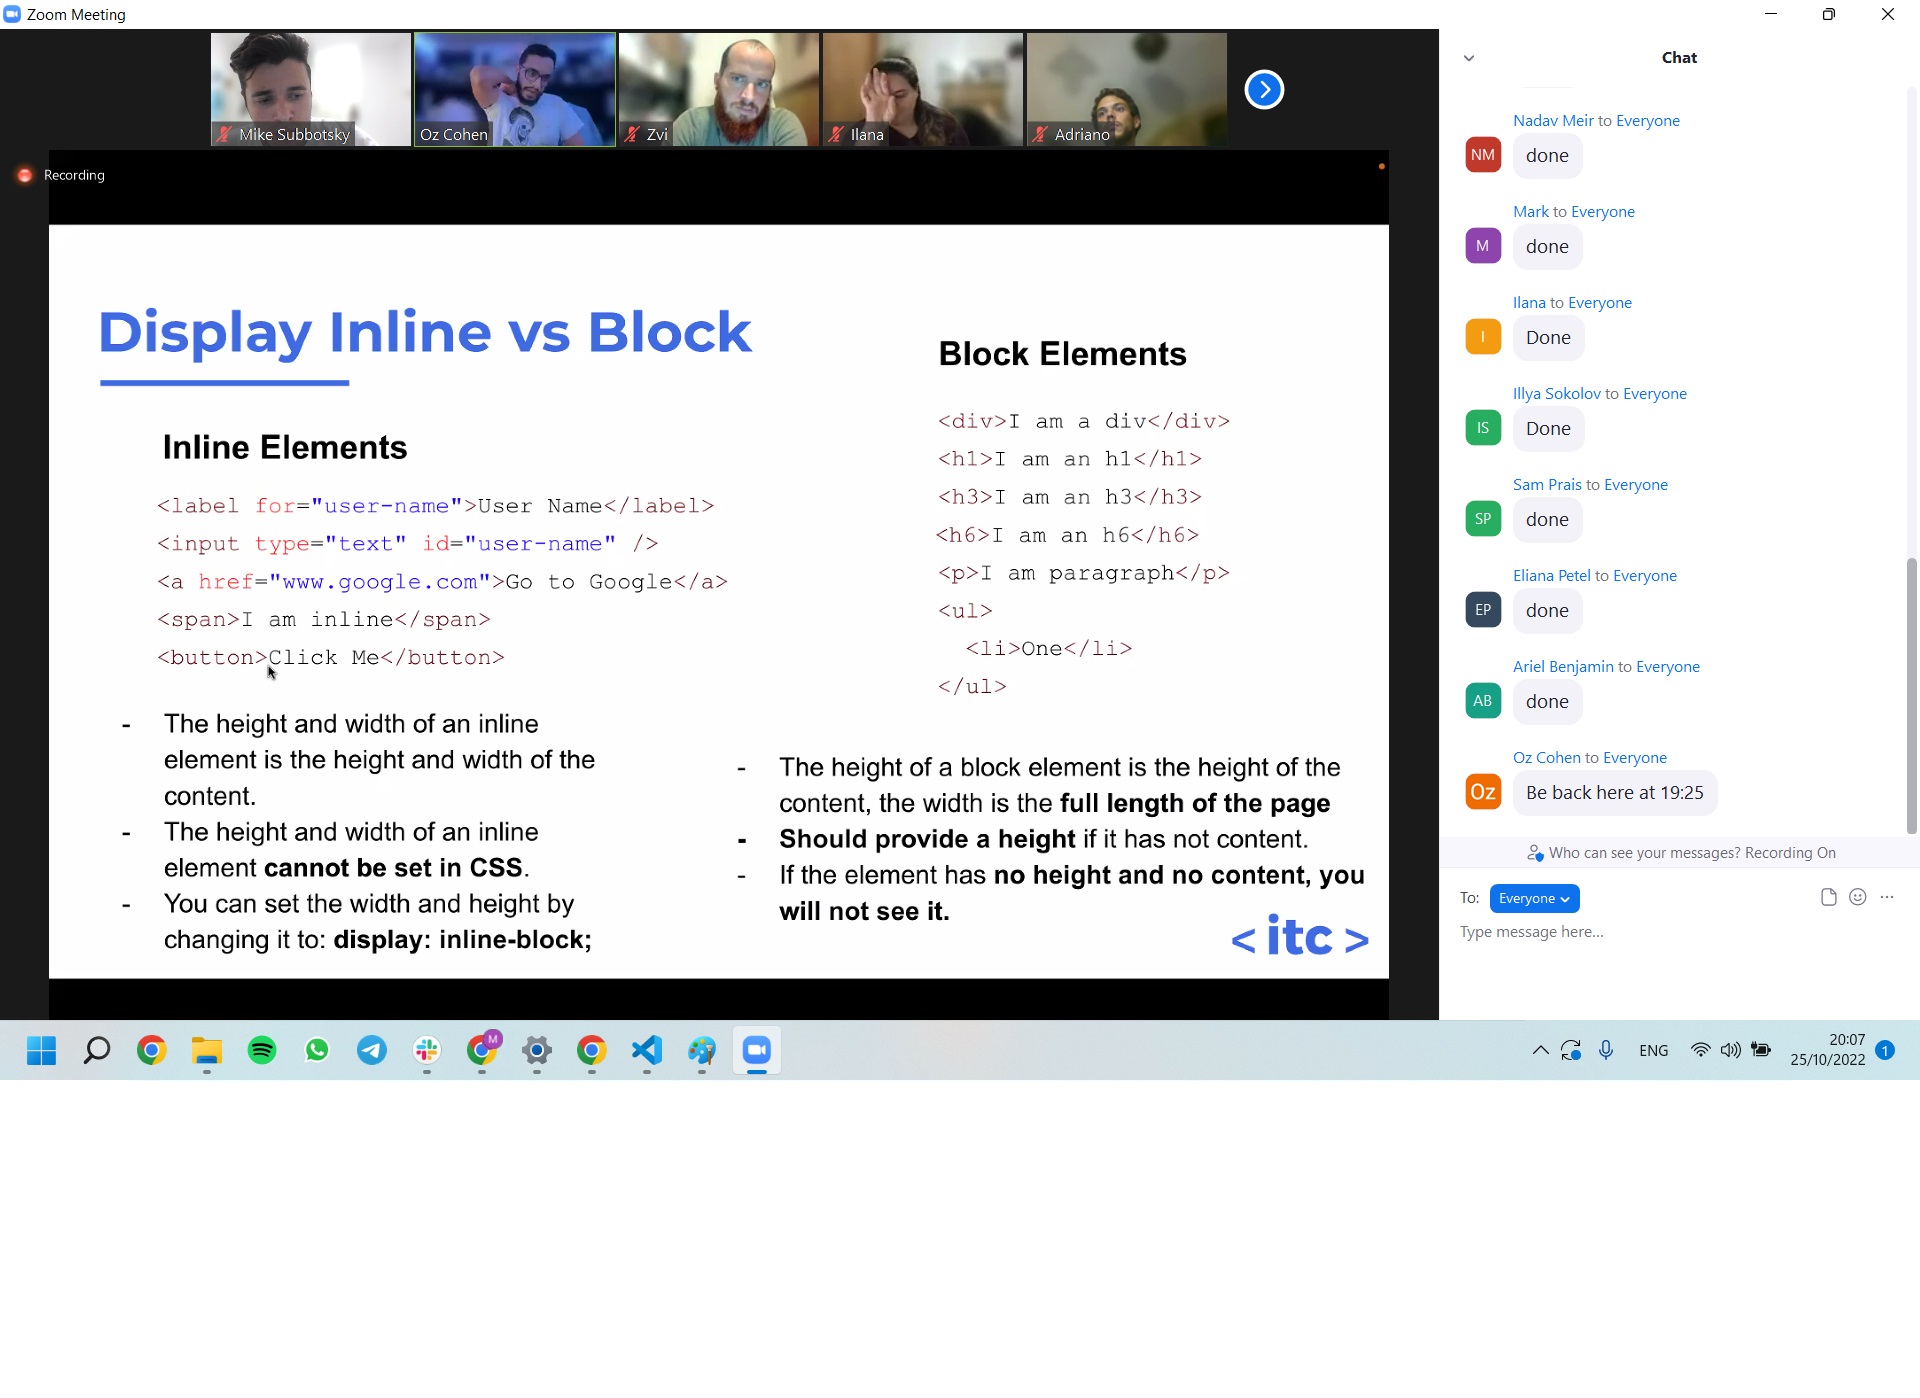 Zoom Meeting
Mike Subbotsky
Oz Cohen
Zvi
Ilana
Adriano
Recording
Display Inline vs Block
Inline Elements
<label for="user-name">User Name</label>
<input type="text" id="user-name" />
<a href="www.google.com">Go to Google</a>
<span>I am inline</span>
<button>Click Me</button>
- The height and width of an inline
element is the height and width of the
content.
- The height and width of an inline
element cannot be set in CSS.
- You can set the width and height by
changing it to: display: inline-block;
Block Elements
<div>I am a div</div>
<h1>I am an h1</h1>
<h3>I am an h3</h3>
<h6>I am an h6</h6>
<p>I am paragraph</p>
<ul>
<li>One</li>
</ul>
- The height of a block element is the height of the
content, the width is the full length of the page
- Should provide a height if it has not content.
- If the element has no height and no content, you
will not see it.
< itc >
Chat
Nadav Meir to Everyone
NM
done
Mark to Everyone
M
done
Ilana to Everyone
I
Done
Illya Sokolov to Everyone
IS
Done
Sam Prais to Everyone
SP
done
Eliana Petel to Everyone
EP
done
Ariel Benjamin to Everyone
AB
done
Oz Cohen to Everyone
Oz
Be back here at 19:25
Who can see your messages? Recording On
To: Everyone
Type message here...
M
ENG
20:07
25/10/2022
1